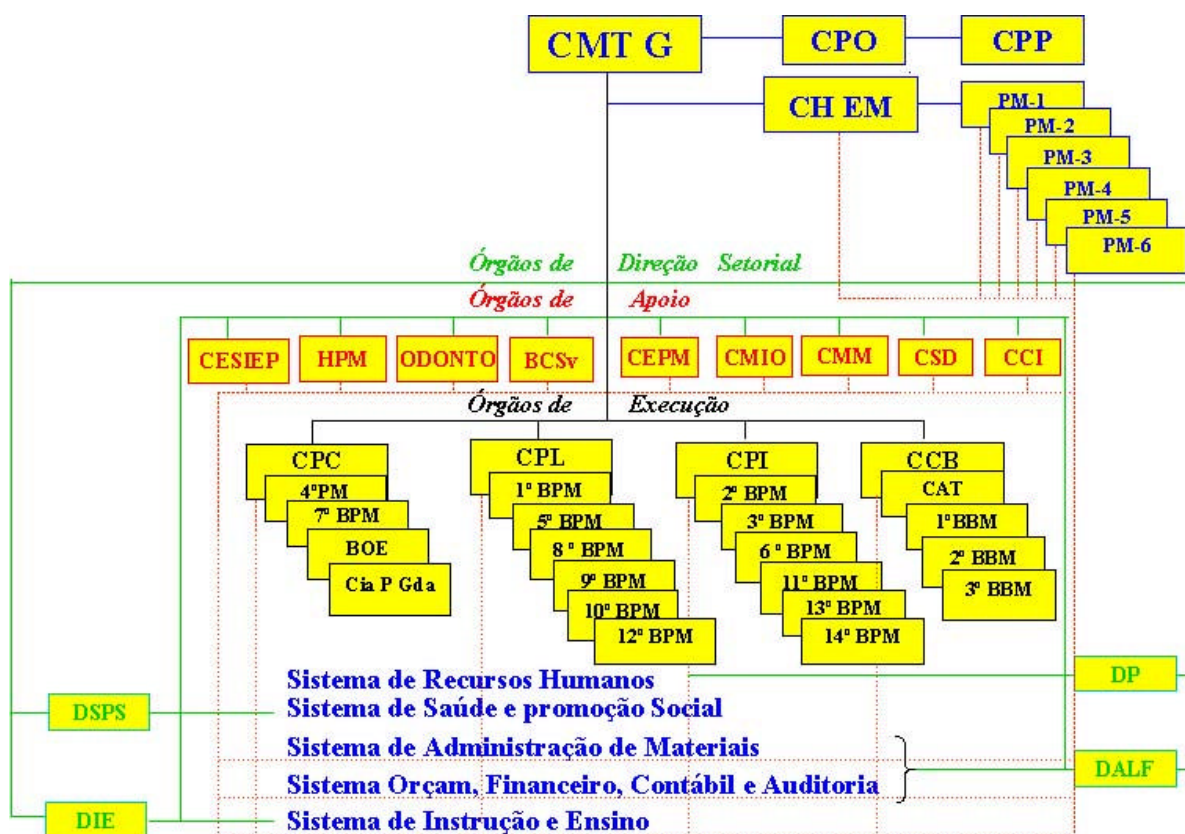 CMT G
CPO
CPP
CH EM
PM-1
PM-2
PM-3
PM-4
PM-5
PM-6
Órgãos de Direção Setorial
Órgãos de Apoio
CESIEP
HPM
ODONTO
BCSv
CEPM
CMIO
CMM
CSD
CCI
Órgãos de Execução
CPC
4ºPM
7º BPM
BOE
Cia P Gda
CPL
1º BPM
5º BPM
8 º BPM
9º BPM
10º BPM
12º BPM
CPI
2º BPM
3º BPM
6 º BPM
11º BPM
13º BPM
14º BPM
CCB
CAT
1ºBBM
2º BBM
3º BBM
Sistema de Recursos Humanos
DP
DSPS
Sistema de Saúde e promoção Social
Sistema de Administração de Materiais
DALF
Sistema Orçam, Financeiro, Contábil e Auditoria
DIE
Sistema de Instrução e Ensino